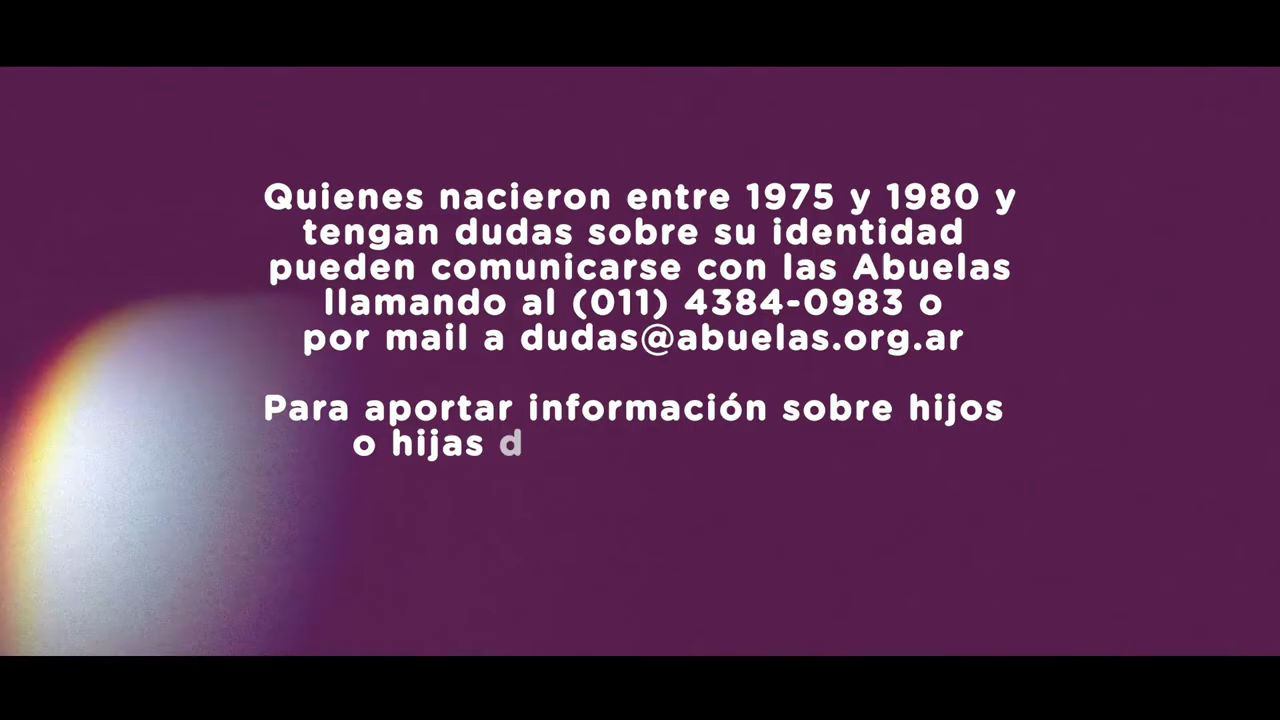 Quienes nacieron entre 1975 y 1980 y
tengan dudas sobre su identidad
pueden comunicarse con las Abuelas
llamando al (011) 4384-0983 o
por mail a dudas@abuelas.org.ar
Para aportar información sobre hijos
o hijas d